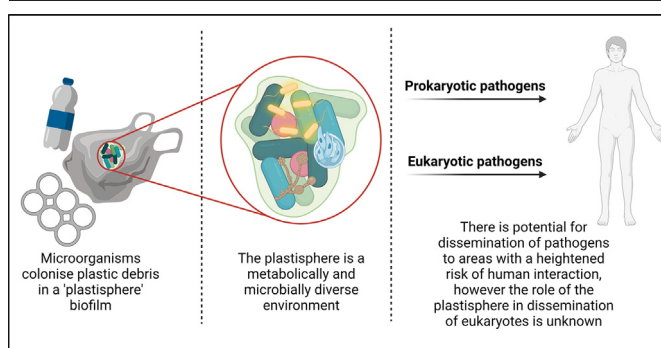 Microorganisms
colonise plastic debris
in a 'plastisphere'
biofilm
The plastisphere is a
metabolically and
microbially diverse
environment
Prokaryotic pathogens
Eukaryotic pathogens
There is potential for
dissemination of pathogens
to areas with a heightened
risk of human interaction,
however the role of the
plastisphere in dissemination
of eukaryotes is unknown